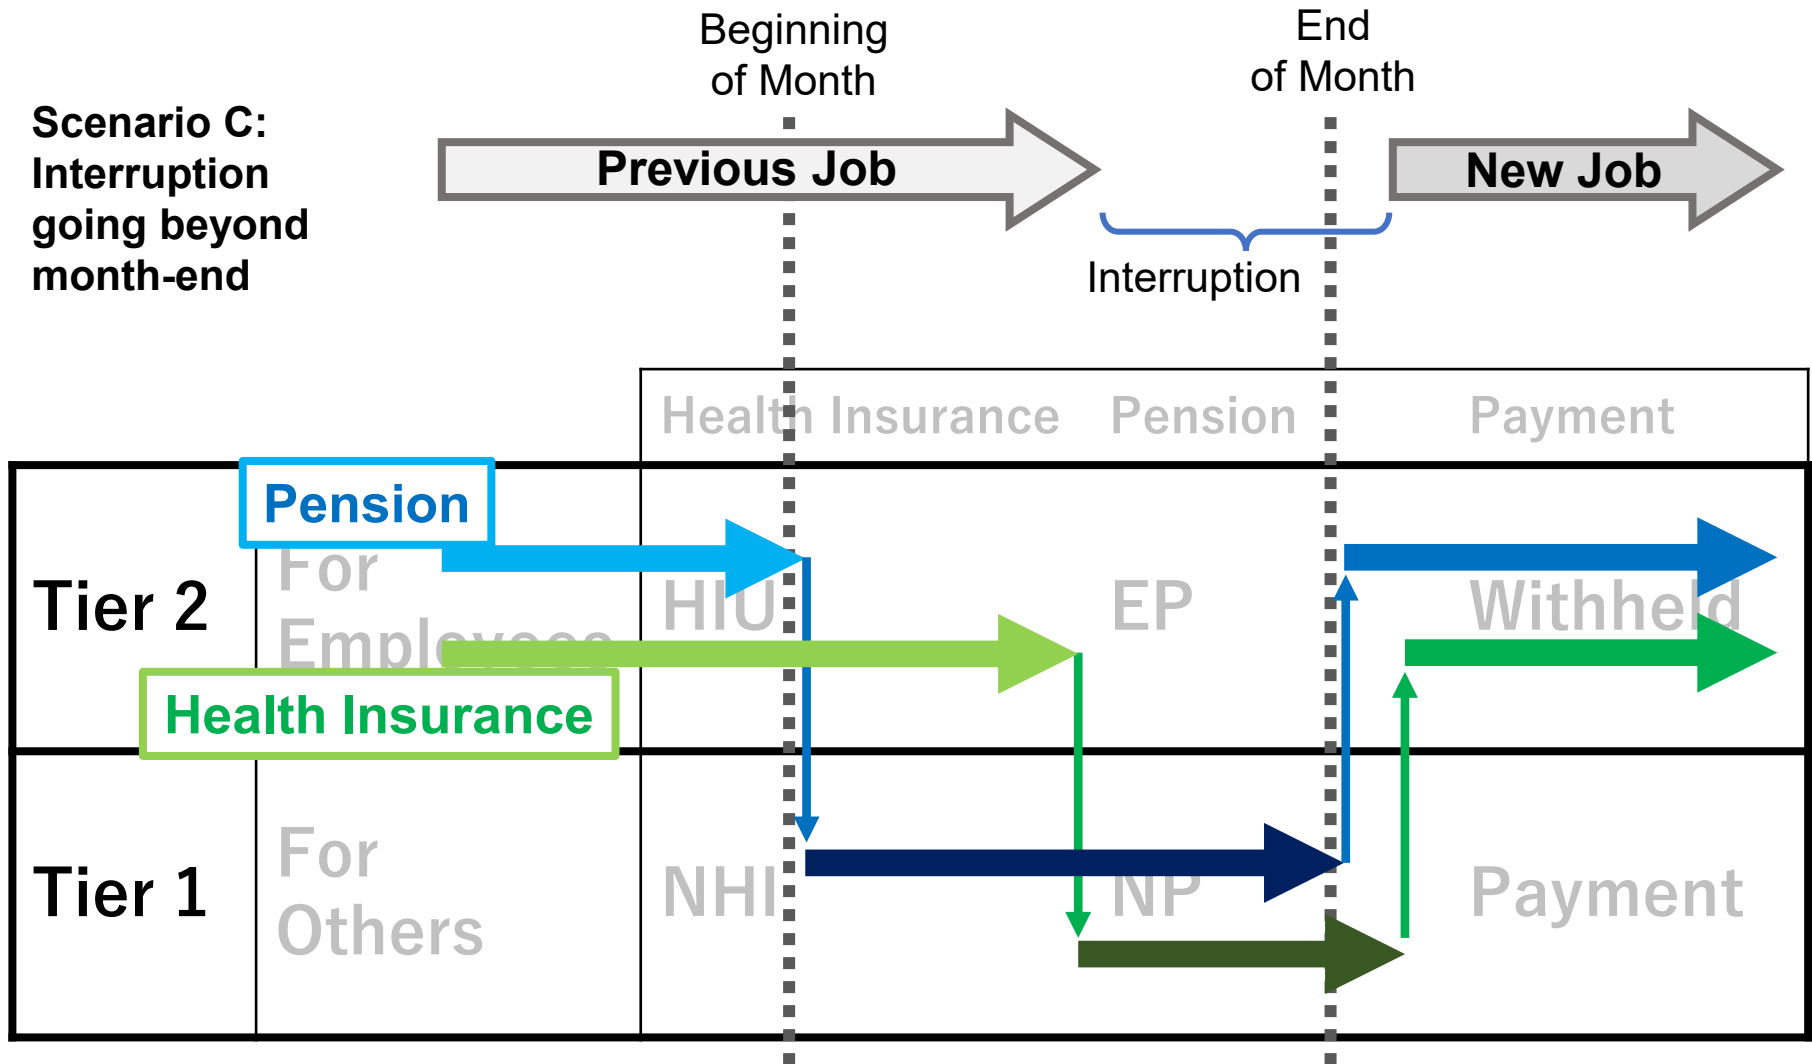 Beginning
of Month
End
of Month
Scenario C:
Interruption
going beyond
month-end
Previous Job
New Job
Interruption
Health Insurance
Pension
Payment
Pension
Tier 2
For
Employees
HIU
EP
Withheld
Health Insurance
Tier 1
For
Others
NHI
NP
Payment